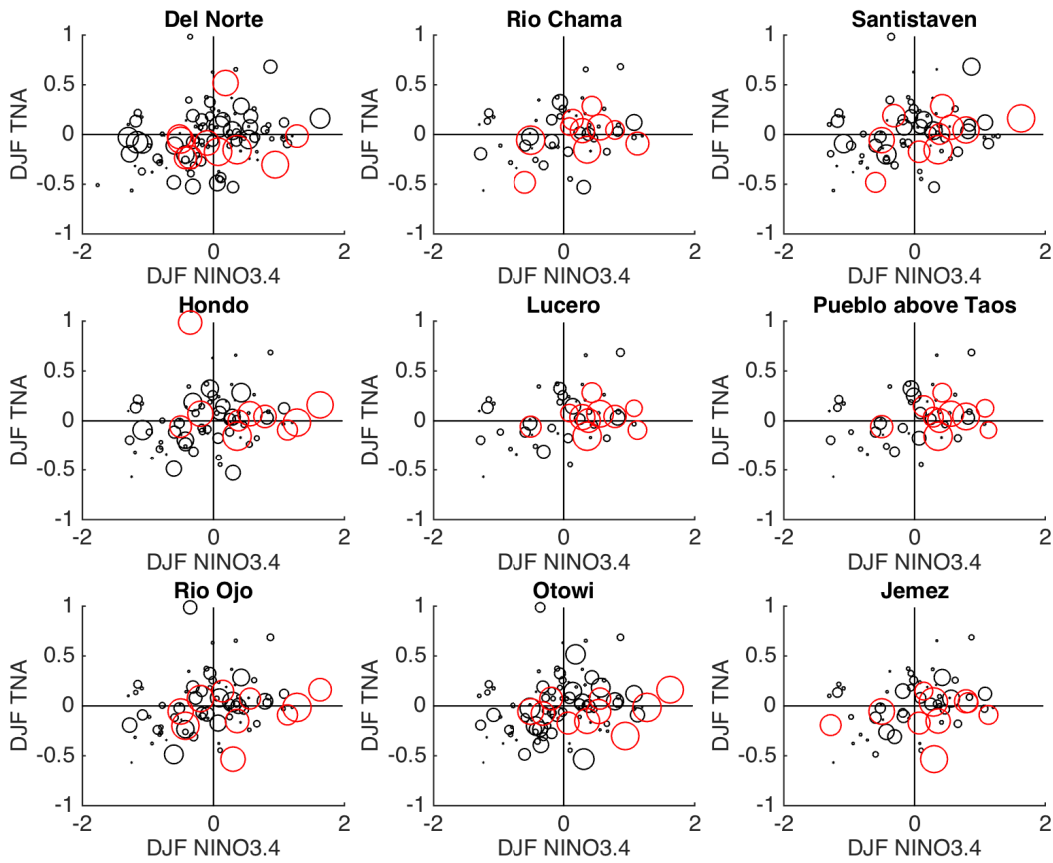 Del Norte
Rio Chama
Santistaven
1
0.5
0
-0.5
-1
DJF TNA
-2
0
2
DJF NINO3.4
1
0.5
0
-0.5
-1
DJF TNA
-2
0
2
DJF NINO3.4
1
0.5
0
-0.5
-1
DJF TNA
-2
0
2
DJF NINO3.4
Hondo
Lucero
Pueblo above Taos
1
0.5
0
-0.5
-1
DJF TNA
-2
0
2
DJF NINO3.4
1
0.5
0
-0.5
-1
DJF TNA
-2
0
2
DJF NINO3.4
1
0.5
0
-0.5
-1
DJF TNA
-2
0
2
DJF NINO3.4
Rio Ojo
Otowi
Jemez
1
0.5
0
-0.5
-1
DJF TNA
-2
0
2
DJF NINO3.4
1
0.5
0
-0.5
-1
DJF TNA
-2
0
2
DJF NINO3.4
1
0.5
0
-0.5
-1
DJF TNA
-2
0
2
DJF NINO3.4